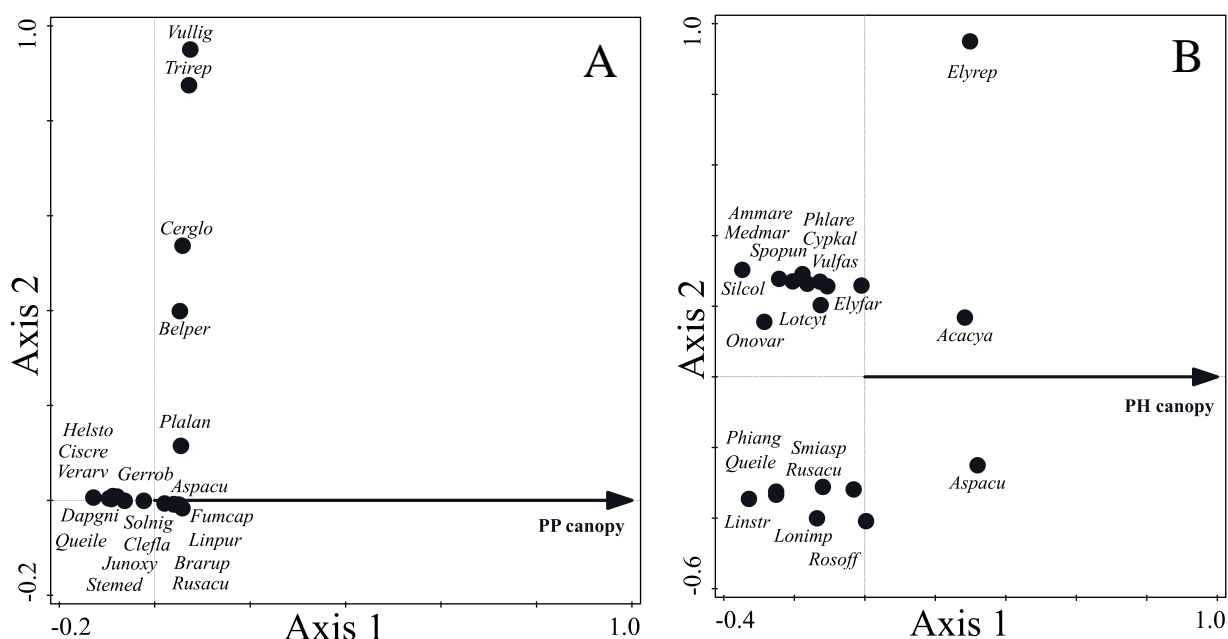 A
1.0
Vullig
Trirep
Cerglo
Belper
Plalan
Helsto
Ciscre
Verarv
Gerrob
Aspacu
Dapgni
Solnig
Fumcap
Queile
Clefla
Linpur
Junoxy
Brarup
Stemed
Rusacu
PP canopy
Axis 2
-0.2
-0.2
Axis 1
1.0
B
1.0
Elyrep
Ammare
Phlare
Medmar
Cypkal
Spopun
Vulfas
Silcol
Elyfar
Lotcyt
Onovar
Acacya
PH canopy
Phiang
Smiasp
Queile
Rusacu
Aspacu
Linstr
Lonimp
Rosoff
Axis 2
-0.6
-0.4
Axis 1
1.0